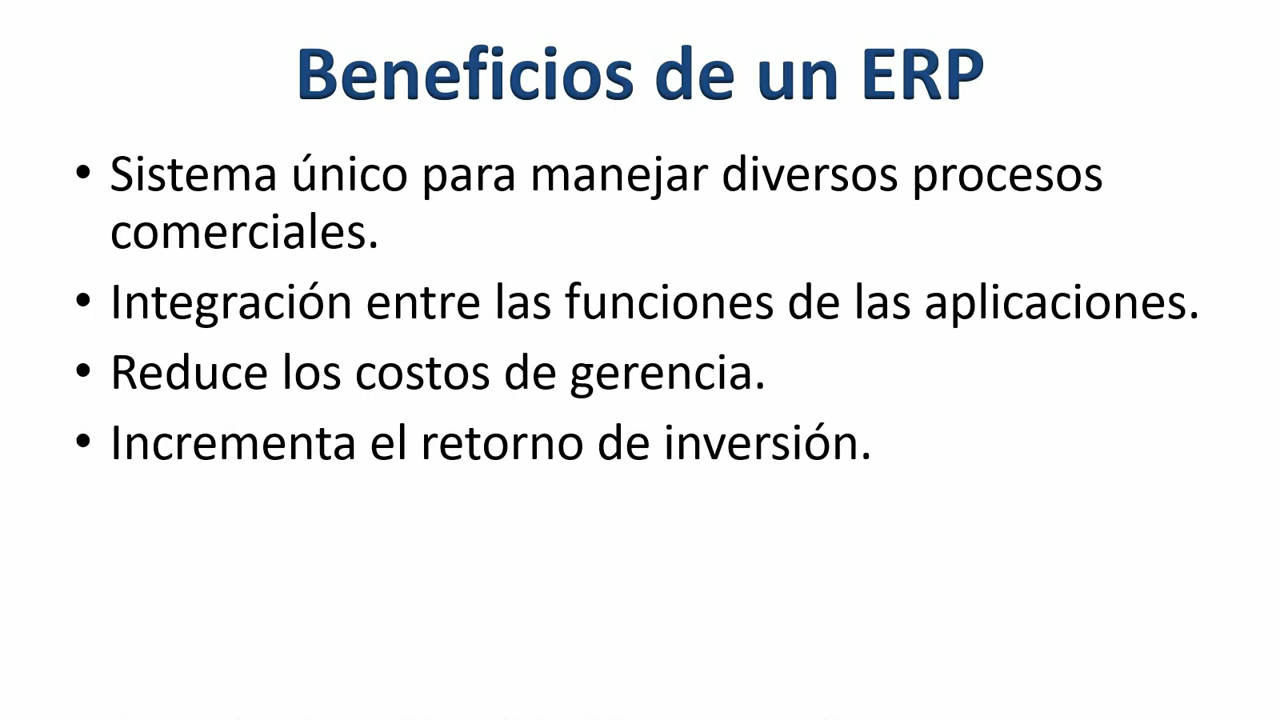 Beneficios de un ERP
• Sistema único para manejar diversos procesos
comerciales.
• Integración entre las funciones de las aplicaciones.
• Reduce los costos de gerencia.
• Incrementa el retorno de inversión.